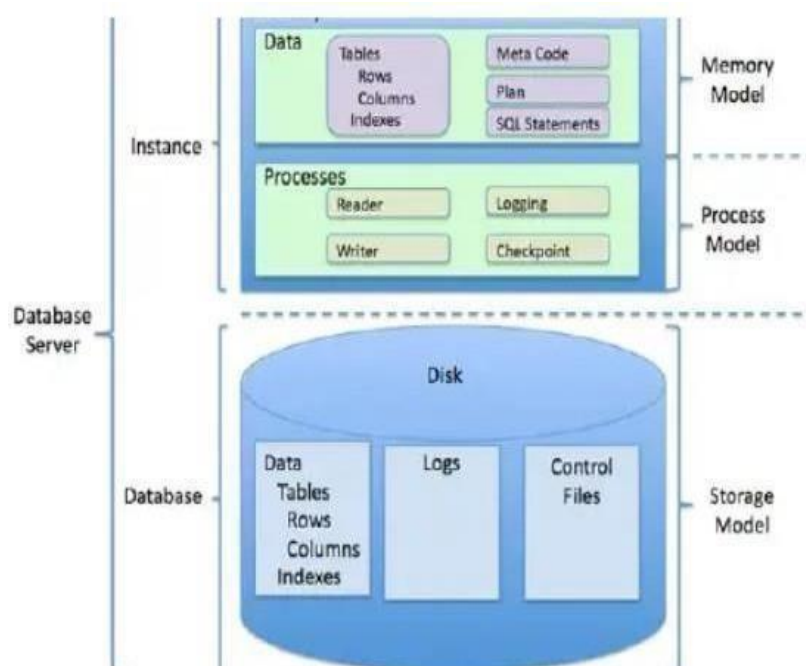 Data
Tables
Rows
Columns
Indexes
Meta Code
Plan
SQL Statements
Memory
Model
Instance
Processes
Reader
Logging
Writer
Checkpoint
Process
Model
Database
Server
Disk
Data
Tables
Rows
Columns
Indexes
Logs
Control
Files
Database
Storage
Model